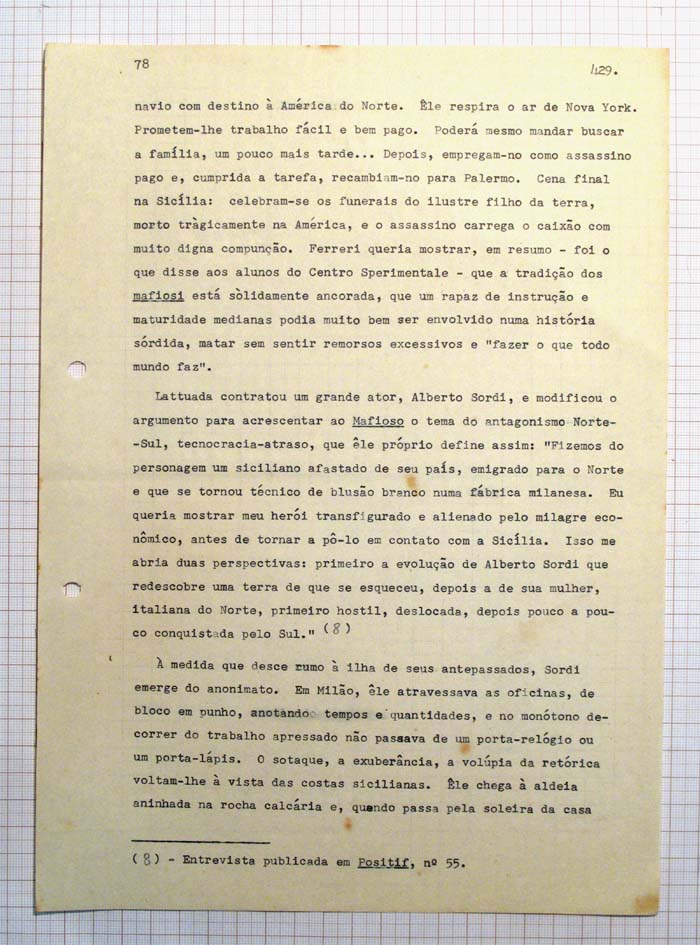 78
429.
navio com destino à América do Norte. Êle respira o ar de Nova York.
Prometem-lhe trabalho fácil e bem pago. Poderá mesmo mandar buscar
a família, um pouco mais tarde... Depois, empregam-no como assassino
pago e, cumprida a tarefa, recambiam-no para Palermo. Cena final
na Sicília: celebram-se os funerais do ilustre filho da terra,
morto tràgicamente na América, e o assassino carrega o caixão com
muito digna compunção. Ferreri queria mostrar, em resumo - foi o
que disse aos alunos do Centro Sperimentale - que a tradição dos
mafiosi está sòlidamente ancorada, que um rapaz de instrução e
maturidade medianas podia muito bem ser envolvido numa história
sórdida, matar sem sentir remorsos excessivos e "fazer o que todo
mundo faz".
Lattuada contratou um grande ator, Alberto Sordi, e modificou o
argumento para acrescentar ao Mafioso o tema do antagonismo Norte-
-Sul, tecnocracia-atraso, que êle próprio define assim: "Fizemos do
personagem um siciliano afastado de seu país, emigrado para o Norte
e que se tornou técnico de blusão branco numa fábrica milanesa. Eu
queria mostrar meu herói transfigurado e alienado pelo milagre eco-
nômico, antes de tornar a pô-lo em contato com a Sicília. Isso me
abria duas perspectivas: primeiro a evolução de Alberto Sordi que
redescobre uma terra de que se esqueceu, depois a de sua mulher,
italiana do Norte, primeiro hostil, deslocada, depois pouco a pou-
co conquistada pelo Sul." (8)
À medida que desce rumo à ilha de seus antepassados, Sordi
emerge do anonimato. Em Milão, êle atravessava as oficinas, de
bloco em punho, anotando tempos e quantidades, e no monótono de-
correr do trabalho apressado não passava de um porta-relógio ou
um porta-lápis. O sotaque, a exuberância, a volúpia da retórica
voltam-lhe à vista das costas sicilianas. Êle chega à aldeia
aninhada na rocha calcária e, quando passa pela soleira da casa
(8) - Entrevista publicada em Positif, nº 55.